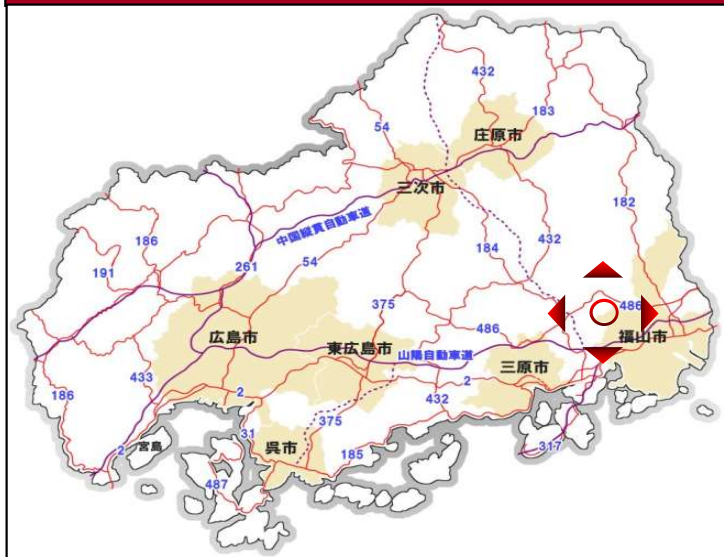 432
183
54
庄原市
三次市
182
中国縦貫自動車道
184
432
186
191
261
54
375
486
486
広島市
東広島市
山陽自動車道
福山市
三原市
433
186
2
2
432
375
31
呉市
185
宮島
2
317
487